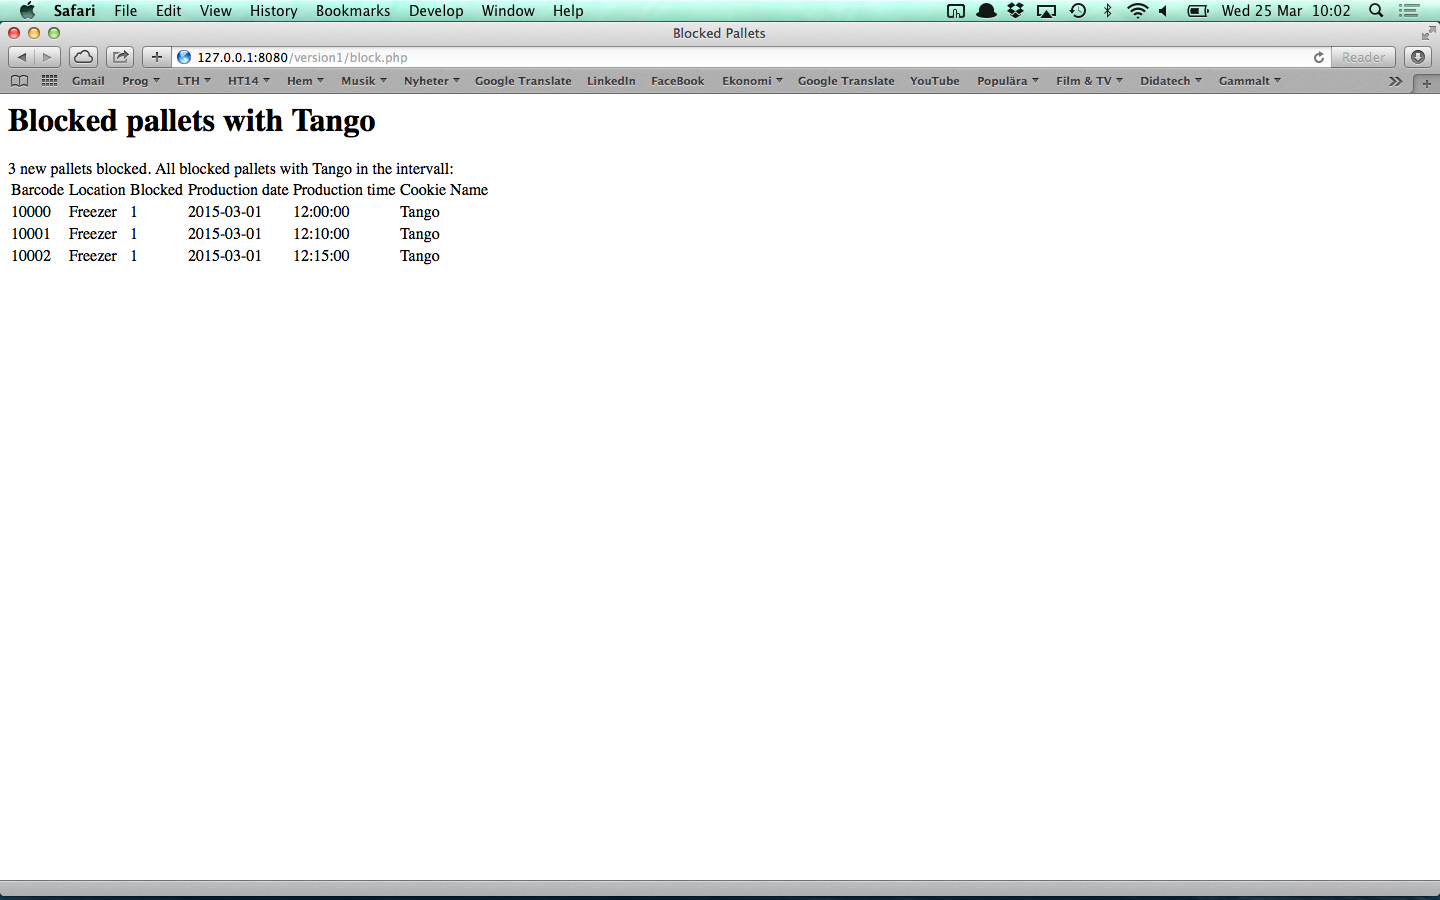 Safari File Edit View History Bookmarks Develop Window Help Wed 25 Mar 10:02
Blocked Pallets
127.0.0.1:8080/version1/block.php Reader
Gmail Prog LTH HT14 Hem Musik Nyheter Google Translate LinkedIn FaceBook Ekonomi Google Translate YouTube Populära Film & TV Didatech Gammalt
Blocked pallets with Tango
3 new pallets blocked. All blocked pallets with Tango in the intervall:
Barcode Location Blocked Production date Production time Cookie Name
10000 Freezer 1 2015-03-01 12:00:00 Tango
10001 Freezer 1 2015-03-01 12:10:00 Tango
10002 Freezer 1 2015-03-01 12:15:00 Tango